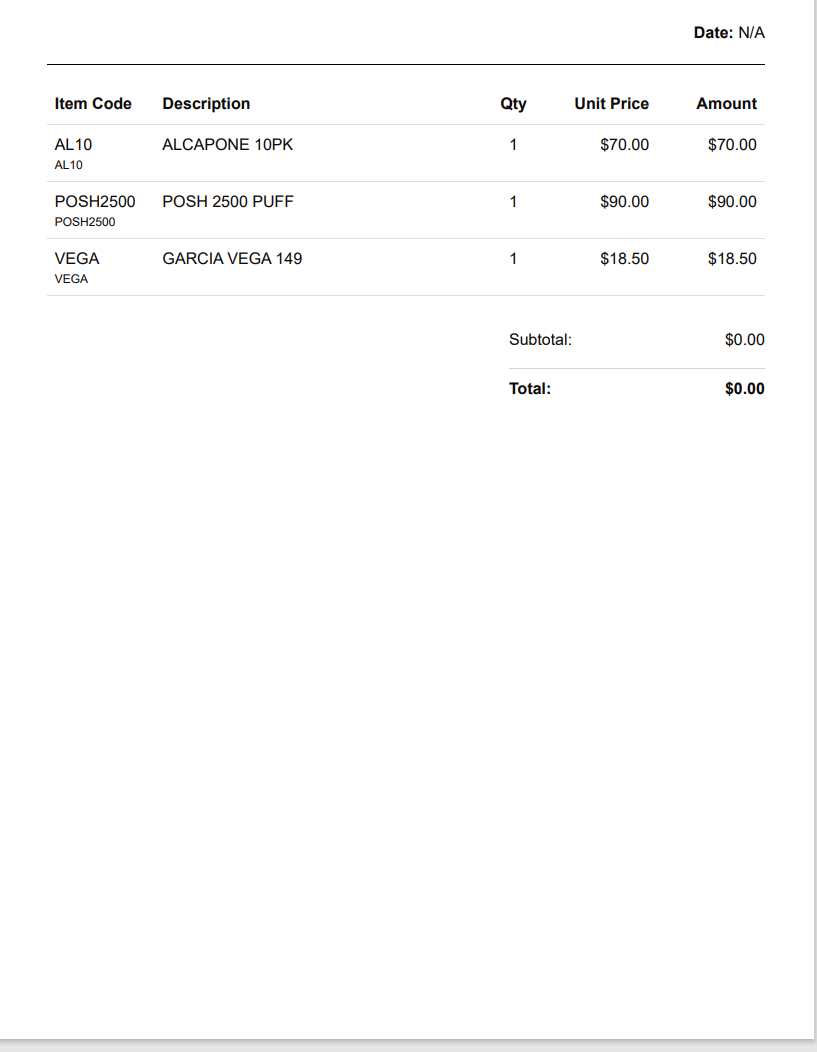 Date: N/A
Item Code Description Qty Unit Price Amount
AL10 ALCAPONE 10PK 1 $70.00 $70.00
AL10
POSH2500 POSH 2500 PUFF 1 $90.00 $90.00
POSH2500
VEGA GARCIA VEGA 149 1 $18.50 $18.50
VEGA
Subtotal: $0.00
Total: $0.00